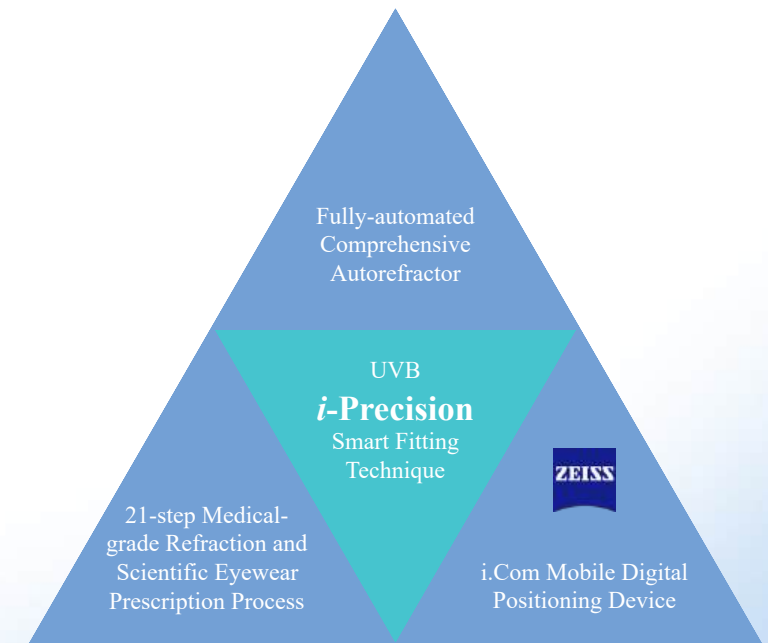 Fully-automated
Comprehensive
Autorefractor
UVB
i-Precision
Smart Fitting
Technique
ZEISS
21-step Medical-
grade Refraction and
Scientific Eyewear
Prescription Process
i.Com Mobile Digital
Positioning Device